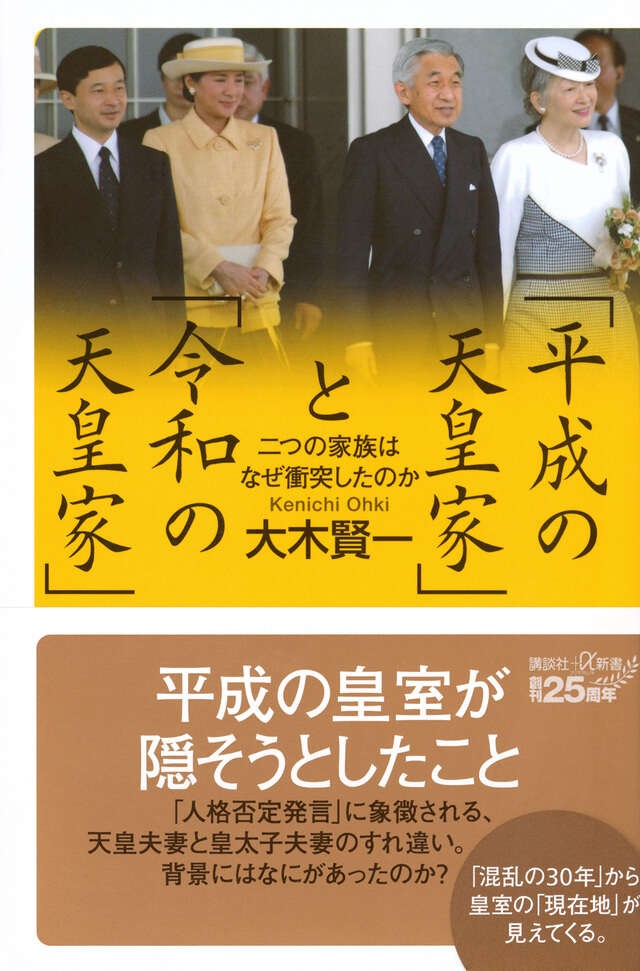 「平成の
天皇家」
と
「令和の
天皇家」
二つの家族は
なぜ衝突したのか
Kenichi Ohki
大木賢一
講談社+α新書
創刊25周年
平成の皇室が
隠そうとしたこと
「人格否定発言」に象徴される、
天皇夫妻と皇太子夫妻のすれ違い。
背景にはなにがあったのか?
「混乱の30年」から
皇室の「現在地」が
見えてくる。